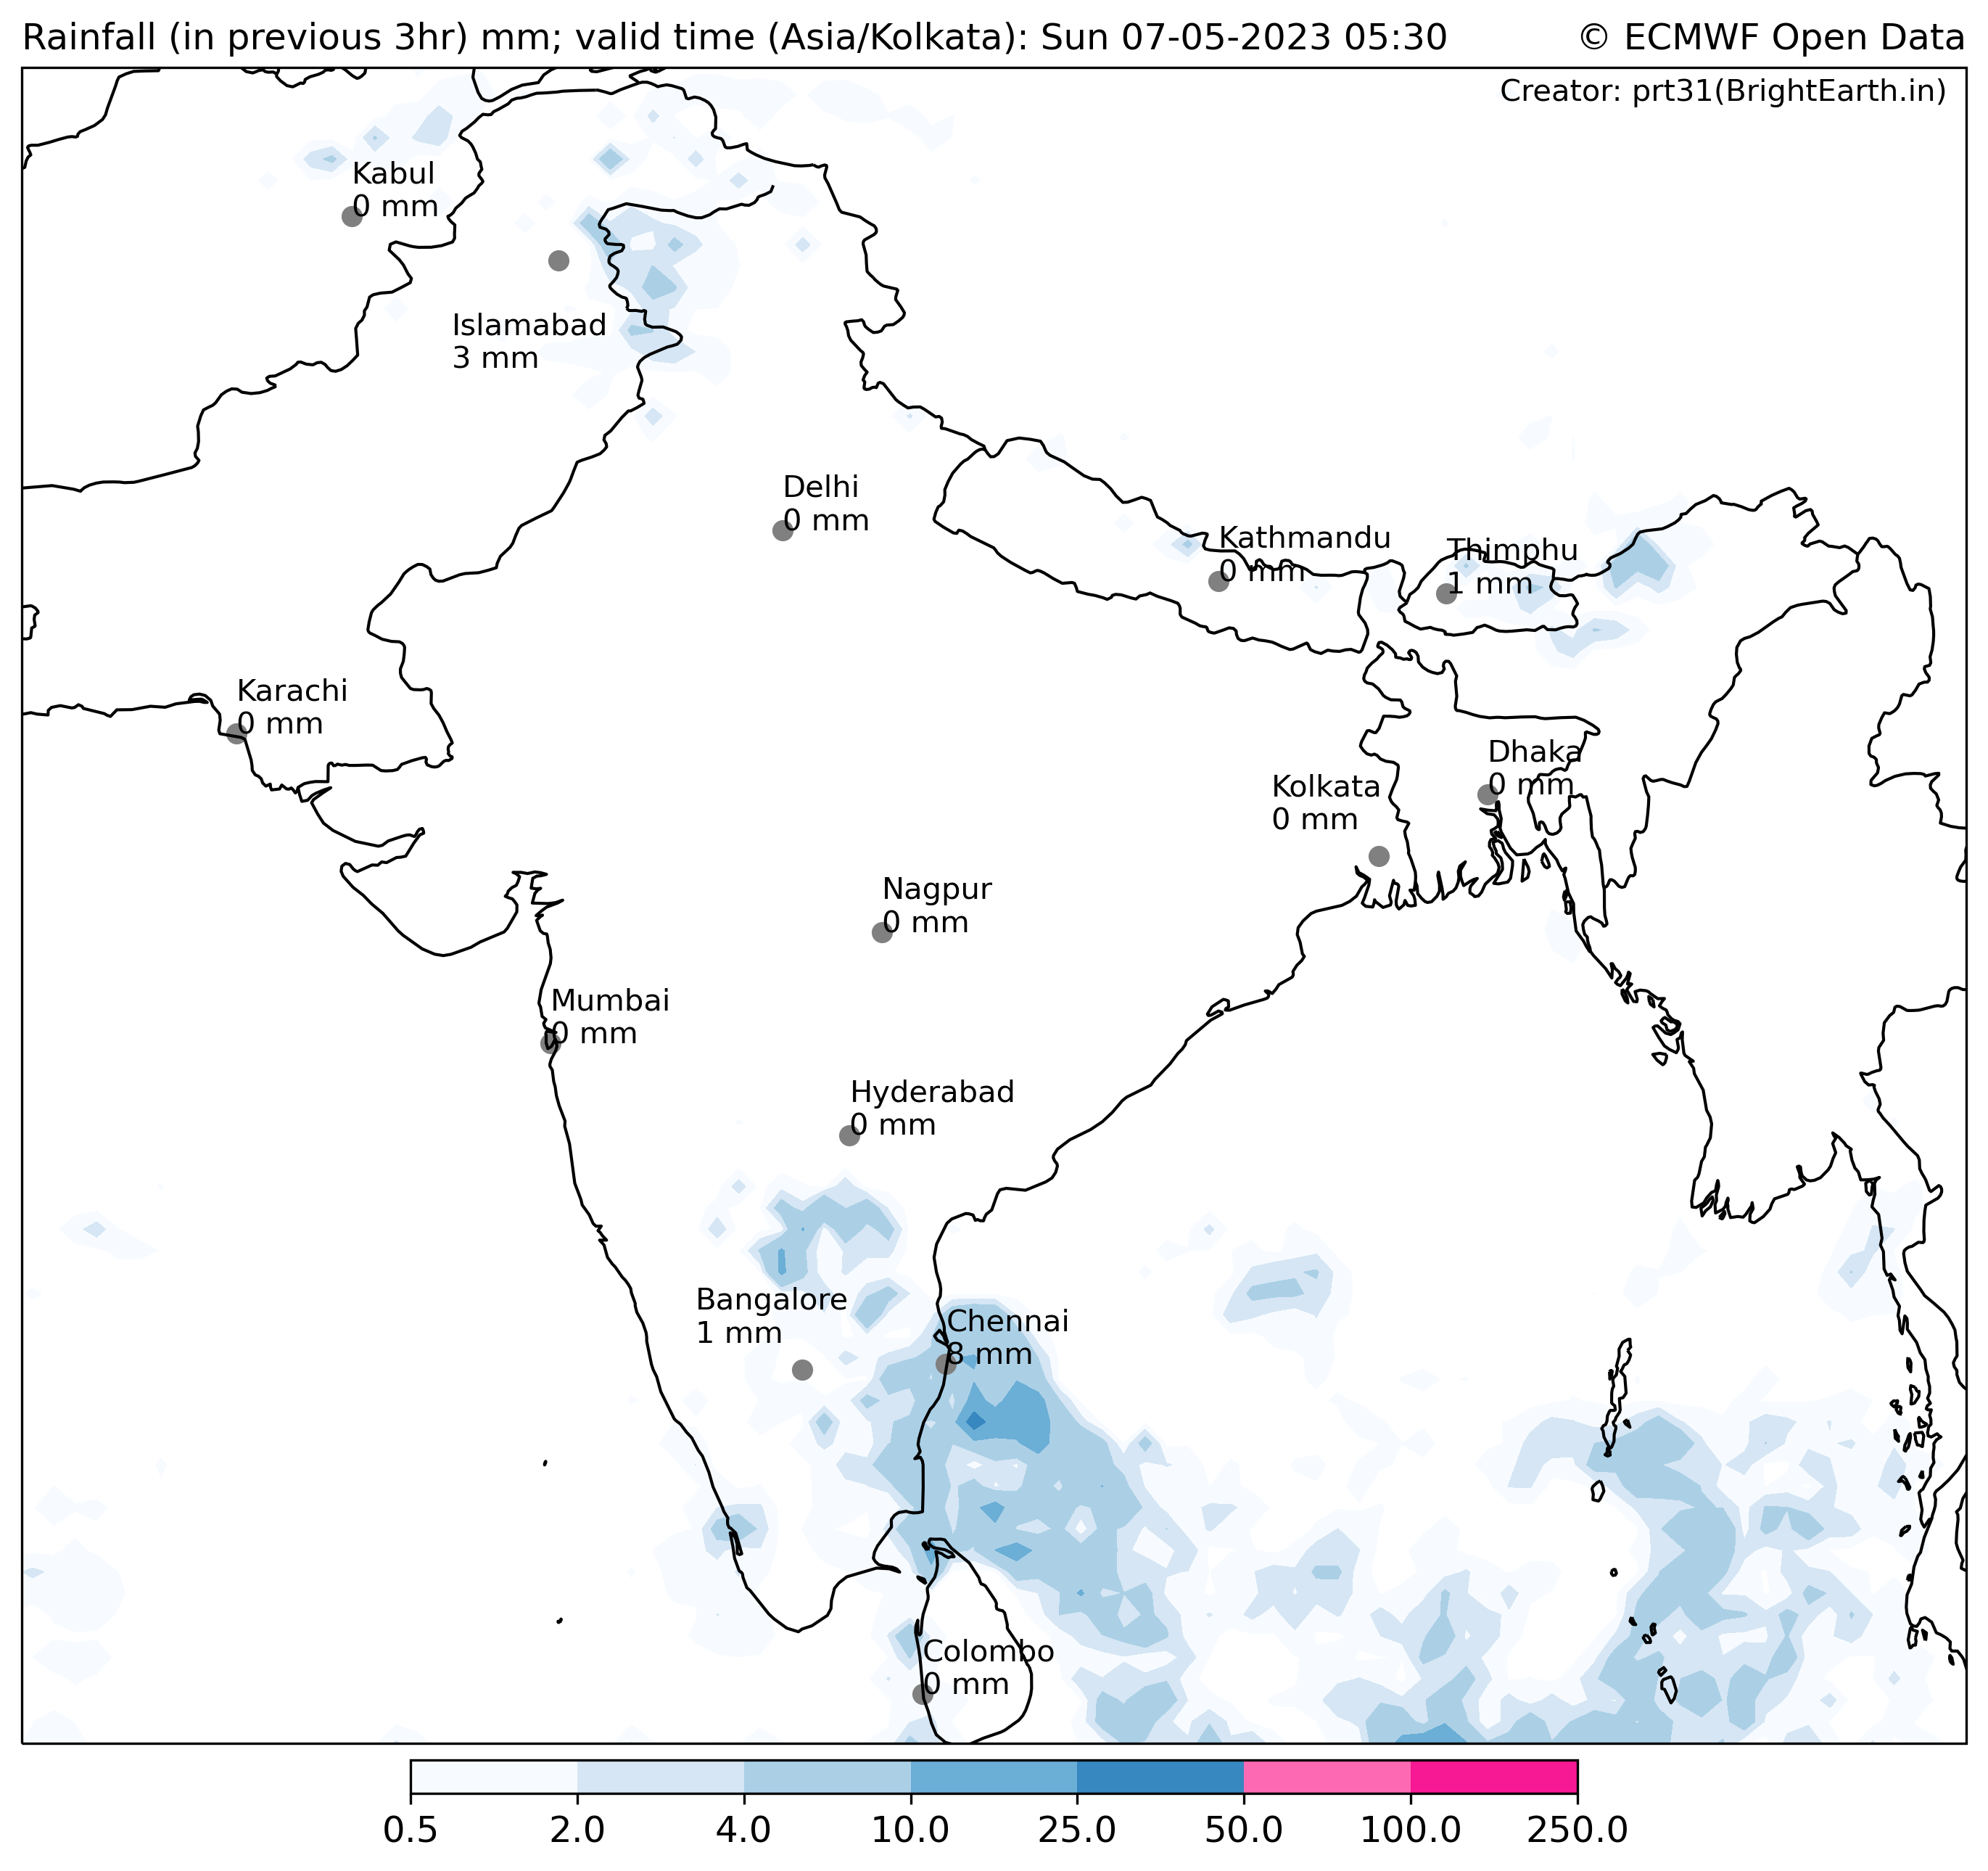 Rainfall (in previous 3hr) mm; valid time (Asia/Kolkata): Sun 07-05-2023 05:30
© ECMWF Open Data
Creator: prt31(BrightEarth.in)
Kabul
0 mm
Islamabad
3 mm
Delhi
0 mm
Kathmandu
0 mm
Thimphu
1 mm
Karachi
0 mm
Dhaka
0 mm
Kolkata
0 mm
Nagpur
0 mm
Mumbai
0 mm
Hyderabad
0 mm
Bangalore
1 mm
Chennai
8 mm
Colombo
0 mm
0.5 2.0 4.0 10.0 25.0 50.0 100.0 250.0